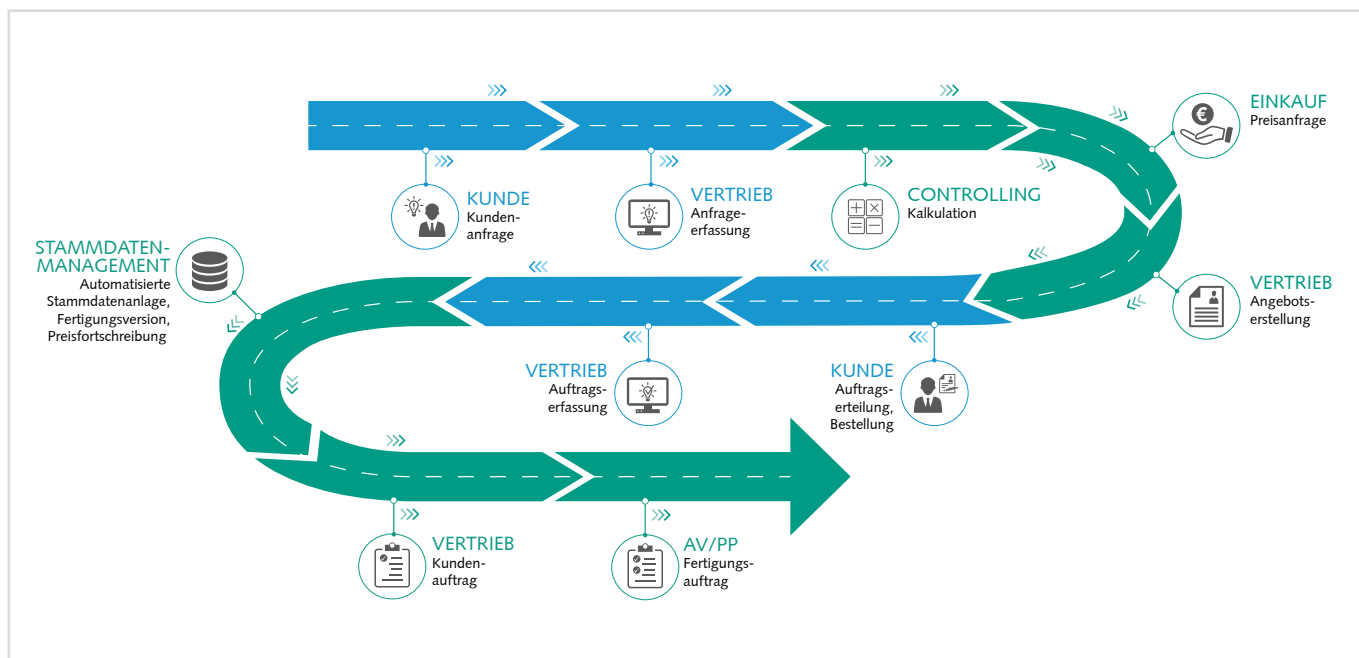 KUNDE
Kunden-
anfrage
VERTRIEB
Anfrage-
erfassung
CONTROLLING
Kalkulation
EINKAUF
Preisanfrage
VERTRIEB
Angebots-
erstellung
KUNDE
Auftrags-
erteilung,
Bestellung
VERTRIEB
Auftrags-
erfassung
STAMMDATEN-
MANAGEMENT
Automatisierte
Stammdatenanlage,
Fertigungsversion,
Preisfortschreibung
VERTRIEB
Kunden-
auftrag
AV/PP
Fertigungs-
auftrag